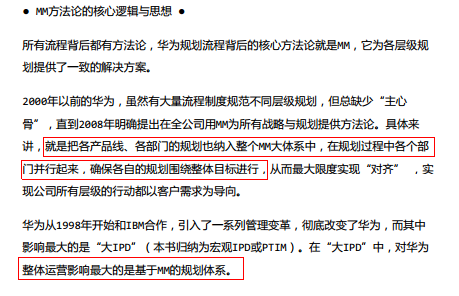 ● MM方法论的核心逻辑与思想 ●
所有流程背后都有方法论，华为规划流程背后的核心方法论就是MM，它为各层级规
划提供了一致的解决方案。
2000年以前的华为，虽然有大量流程制度规范不同层级规划，但总缺少“主心
骨”，直到2008年明确提出在全公司用MM为所有战略与规划提供方法论。具体来
讲，就是把各产品线、各部门的规划也纳入整个MM大体系中，在规划过程中各个部
门并行起来，确保各自的规划围绕整体目标进行，从而最大限度实现“对齐”，实
现公司所有层级的行动都以客户需求为导向。
华为从1998年开始和IBM合作，引入了一系列管理变革，彻底改变了华为，而其中
影响最大的是“大IPD”（本书归纳为宏观IPD或PTIM）。在“大IPD”中，对华为
整体运营影响最大的是基于MM的规划体系。